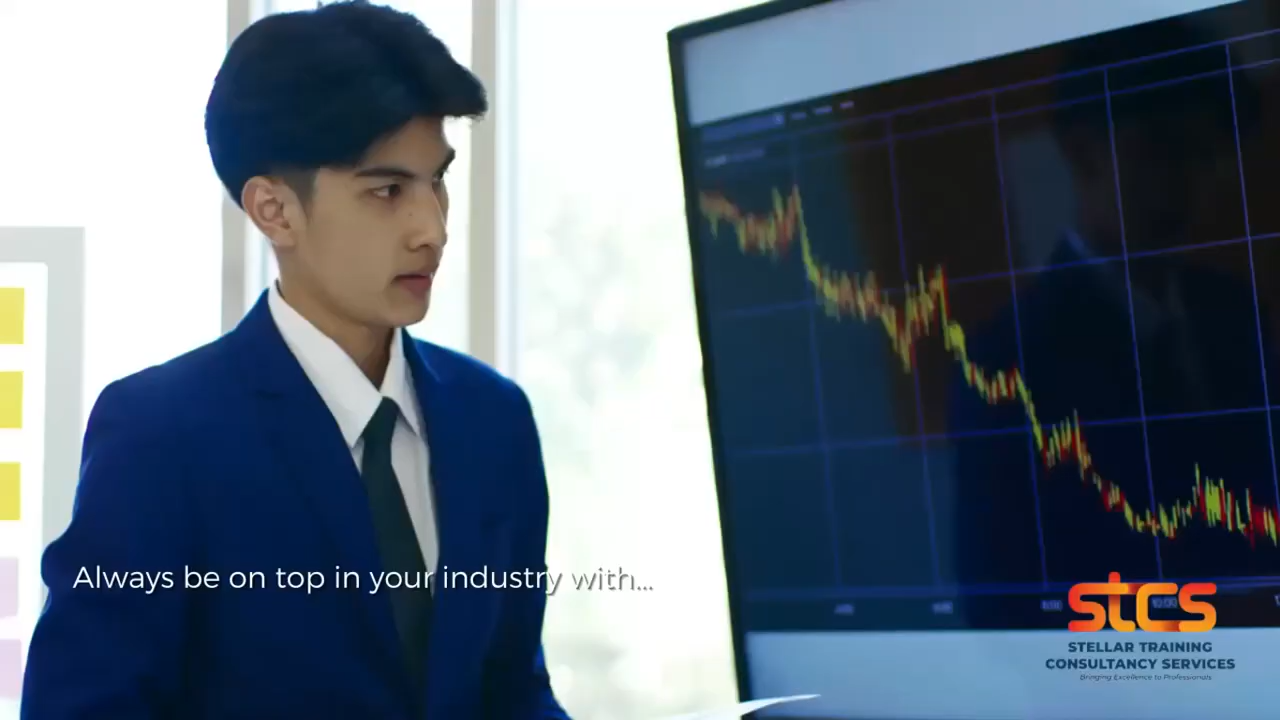 Always be on top in your industry with...
stcs
STELLAR TRAINING
CONSULTANCY SERVICES
Bringing Excellence to Professionals